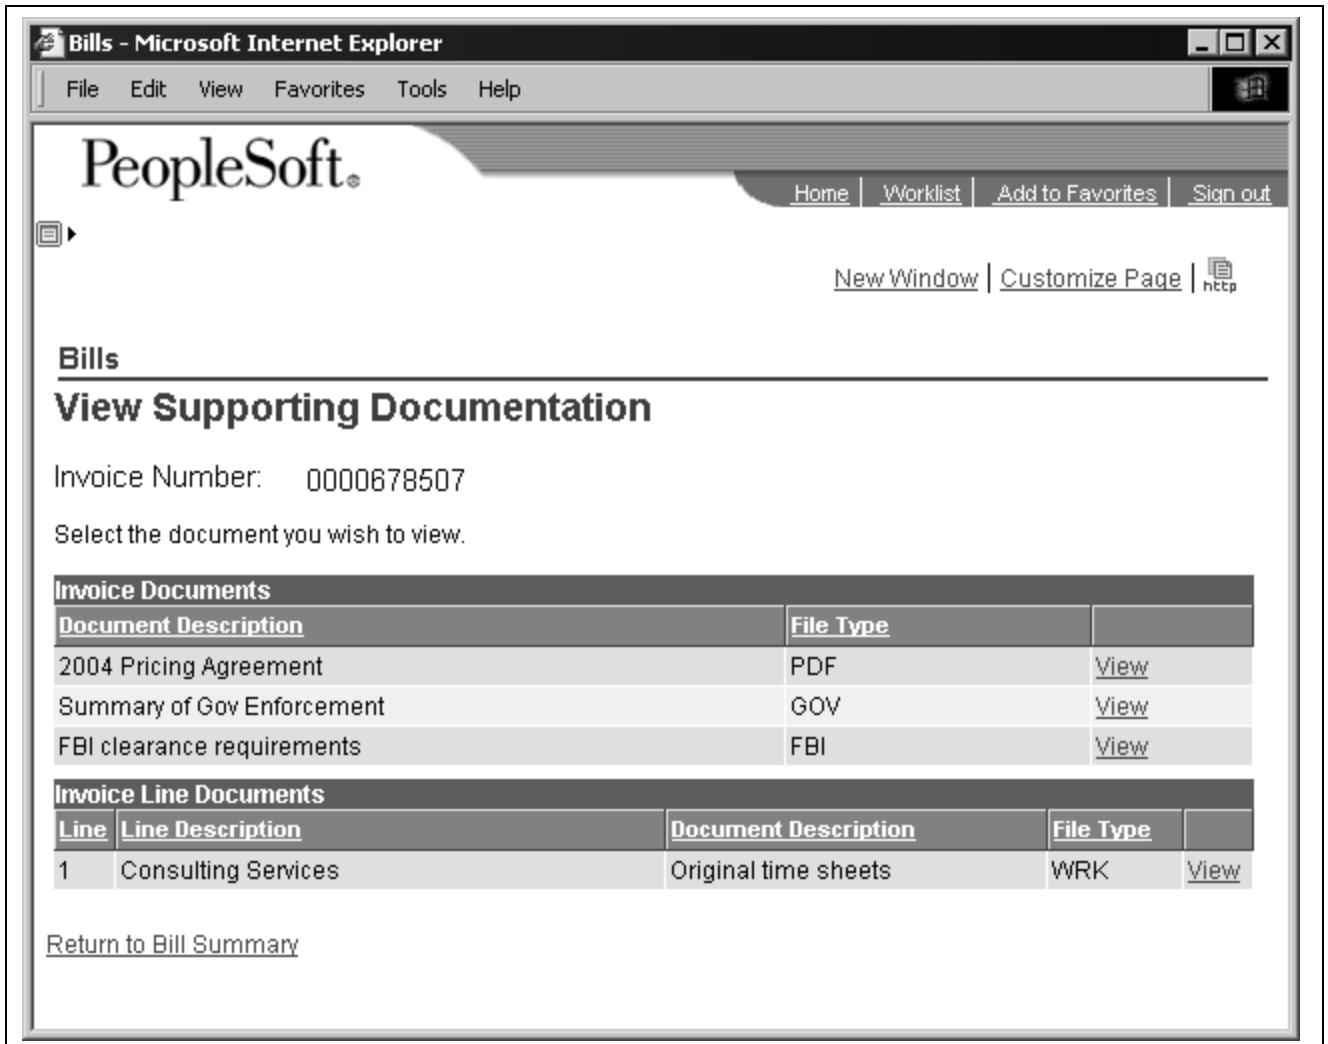 Bills - Microsoft Internet Explorer
File Edit View Favorites Tools Help
PeopleSoft®
Home Worklist Add to Favorites Sign out
New Window | Customize Page | http
Bills
View Supporting Documentation
Invoice Number: 0000678507
Select the document you wish to view.
Invoice Documents
Document Description File Type
2004 Pricing Agreement PDF View
Summary of Gov Enforcement GOV View
FBI clearance requirements FBI View
Invoice Line Documents
Line Line Description Document Description File Type
1 Consulting Services Original time sheets WRK View
Return to Bill Summary